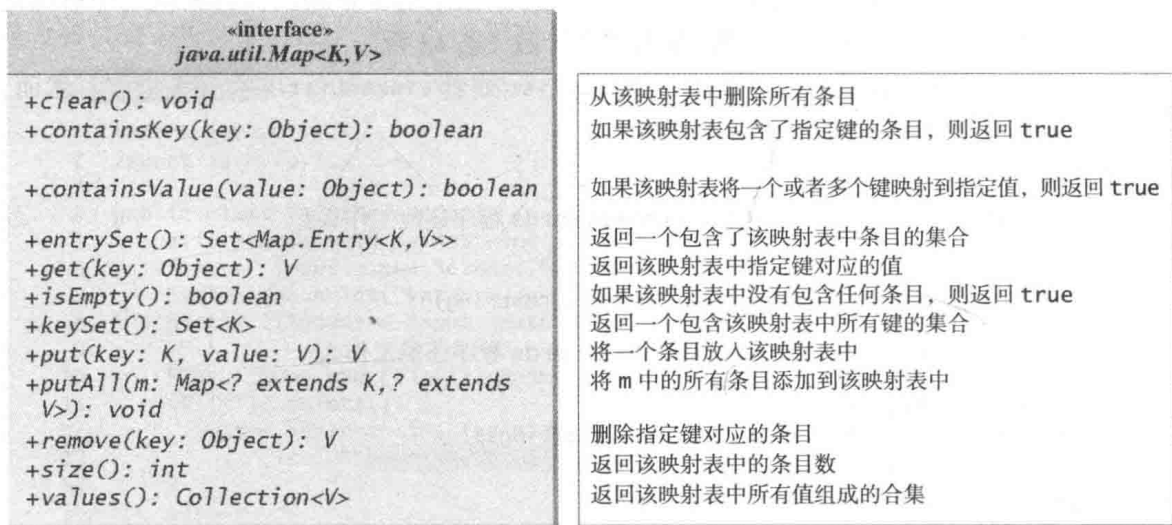 «interface»
java.util.Map<K,V>
+clear(): void
+containsKey(key: Object): boolean
+containsValue(value: Object): boolean
+entrySet(): Set<Map.Entry<K,V>>
+get(key: Object): V
+isEmpty(): boolean
+keySet(): Set<K>
+put(key: K, value: V): V
+putAll(m: Map<? extends K,? extends
V>): void
+remove(key: Object): V
+size(): int
+values(): Collection<V>
从该映射表中删除所有条目
如果该映射表包含了指定键的条目，则返回 true
如果该映射表将一个或者多个键映射到指定值，则返回 true
返回一个包含了该映射表中条目的集合
返回该映射表中指定键对应的值
如果该映射表中没有包含任何条目，则返回 true
返回一个包含该映射表中所有键的集合
将一个条目放入该映射表中
将 m 中的所有条目添加到该映射表中
删除指定键对应的条目
返回该映射表中的条目数
返回该映射表中所有值组成的合集